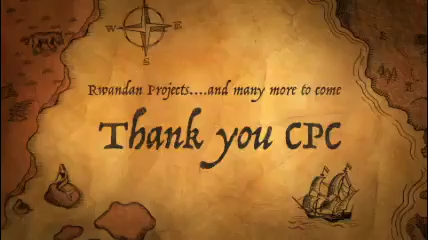 W
E
S
Rwandan Projects....and many more to come
Thank you CPC